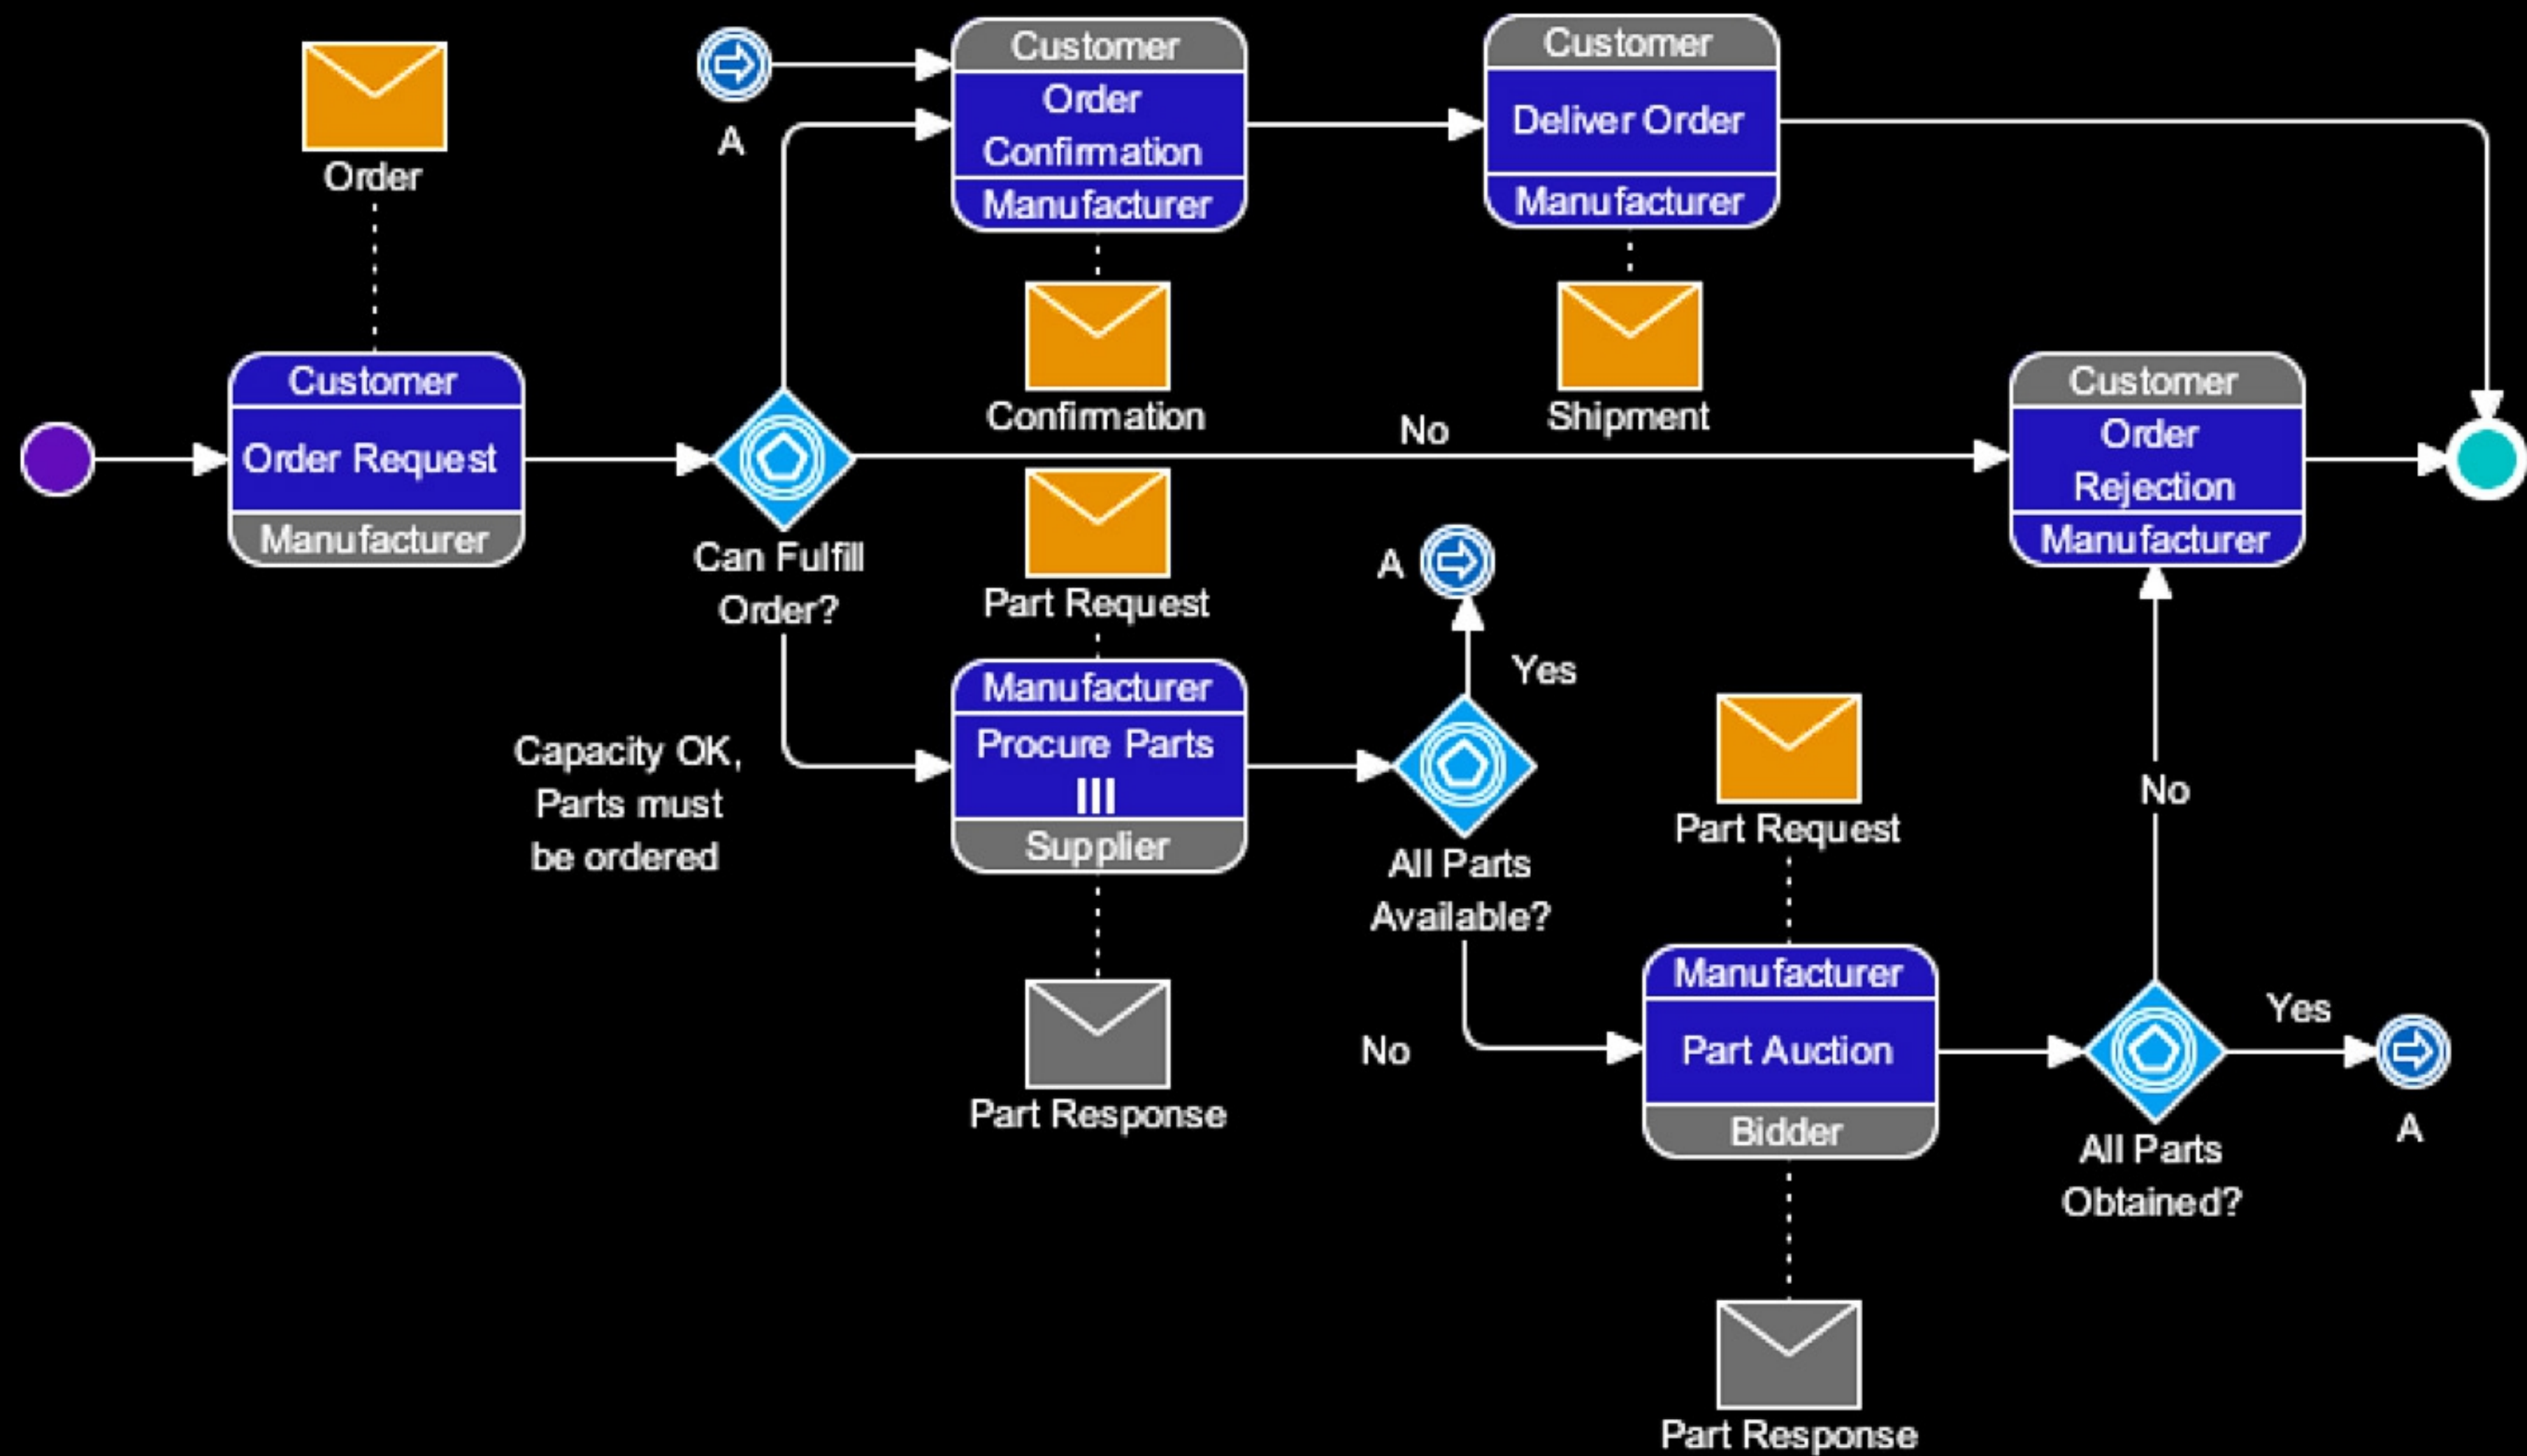 Order
Customer
Order Request
Manufacturer
A
Customer
Order
Confirmation
Manufacturer
Confirmation
Customer
Deliver Order
Manufacturer
Shipment
Can Fulfill
Order?
No
Customer
Order
Rejection
Manufacturer
Capacity OK,
Parts must
be ordered
Part Request
Manufacturer
Procure Parts
Supplier
Part Response
A
Yes
All Parts
Available?
No
Part Request
Manufacturer
Part Auction
Bidder
Part Response
No
Yes
All Parts
Obtained?
A